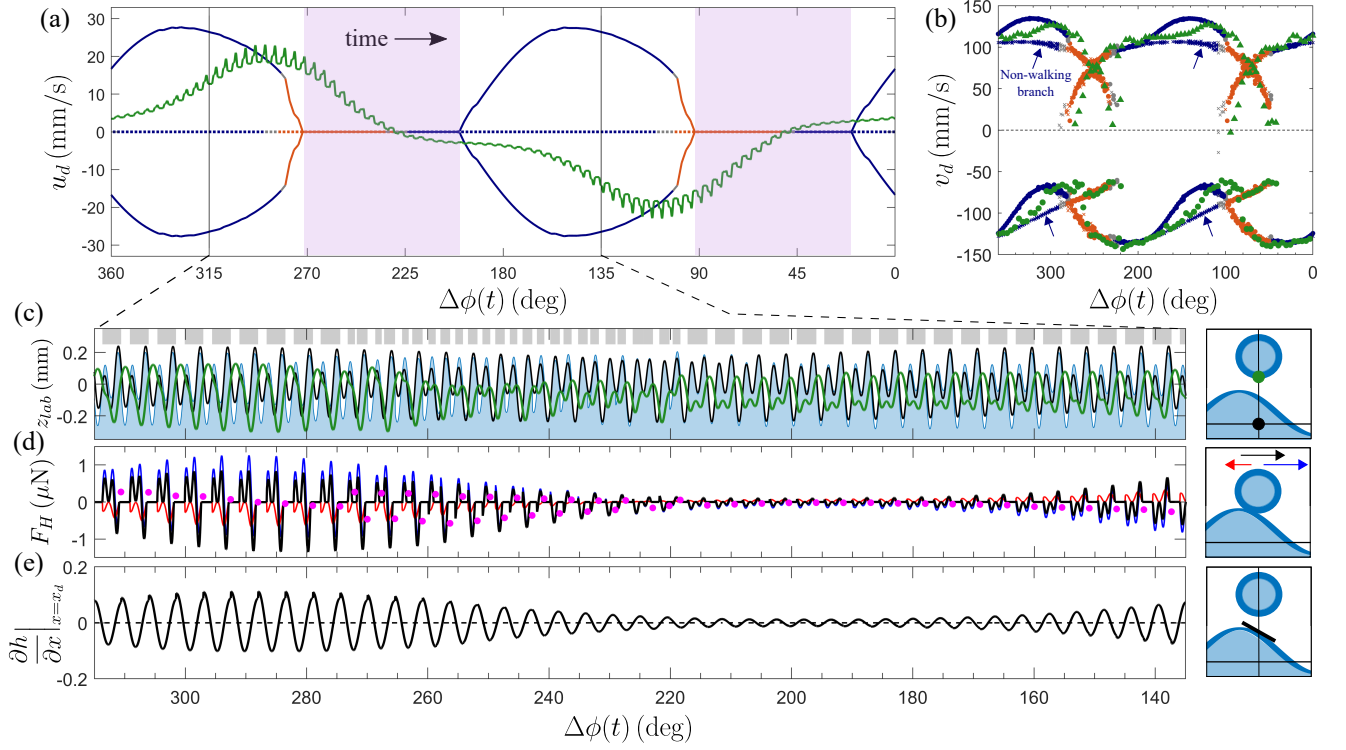 (a)
time
30
20
10
0
-10
-20
-30
u_d (mm/s)
360 315 270 225 180 135 90 45 0
Δϕ(t) (deg)
(b)
150
100
50
0
-50
-100
-150
v_d (mm/s)
Non-walking
branch
300 200 100 0
Δϕ(t) (deg)
(c)
0.2
0
-0.2
z_lab (mm)
(d)
1
0
-1
F_H (μN)
(e)
0.2
0
-0.2
∂h/∂x|x=x_d
300 280 260 240 220 200 180 160 140
Δϕ(t) (deg)